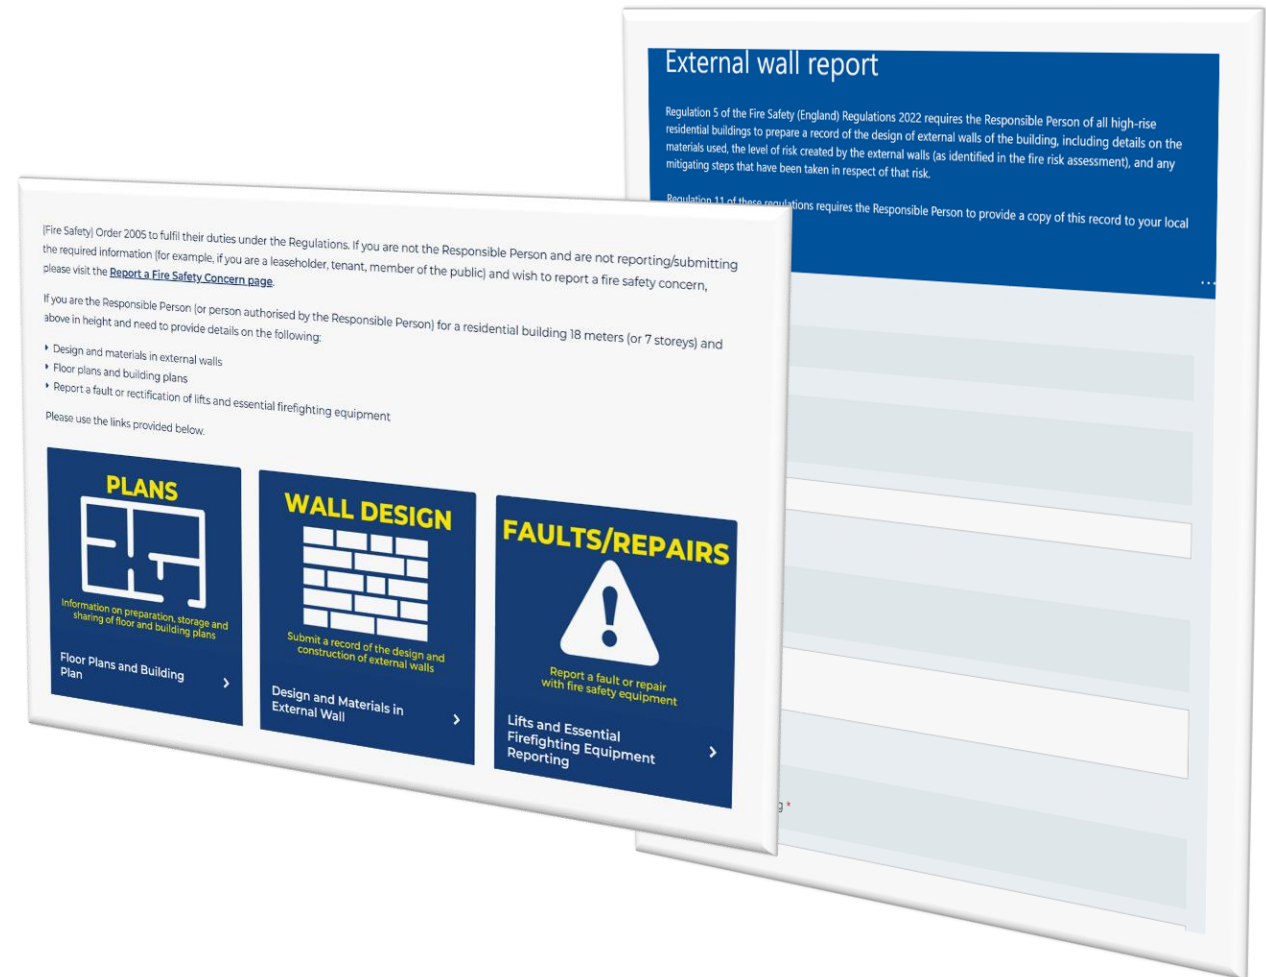 External wall report
Regulation 5 of the Fire Safety (England) Regulations 2022 requires the Responsible Person of all high-rise
residential buildings to prepare a record of the design of external walls of the building, including details on the
materials used, the level of risk created by the external walls (as identified in the fire risk assessment), and any
mitigating steps that have been taken in respect of that risk.
Regulation 11 of these regulations requires the Responsible Person to provide a copy of this record to your local
...
g *
(Fire Safety) Order 2005 to fulfil their duties under the Regulations. If you are not the Responsible Person and are not reporting/submitting
the required information (for example, if you are a leaseholder, tenant, member of the public) and wish to report a fire safety concern,
please visit the Report a Fire Safety Concern page.
If you are the Responsible Person (or person authorised by the Responsible Person) for a residential building 18 meters (or 7 storeys) and
above in height and need to provide details on the following:
Design and materials in external walls
Floor plans and building plans
Report a fault or rectification of lifts and essential firefighting equipment
Please use the links provided below.
PLANS
Information on preparation, storage and
sharing of floor and building plans
Floor Plans and Building
Plan
WALL DESIGN
Submit a record of the design and
construction of external walls
Design and Materials in
External Wall
FAULTS/REPAIRS
Report a fault or repair
with fire safety equipment
Lifts and Essential
Firefighting Equipment
Reporting